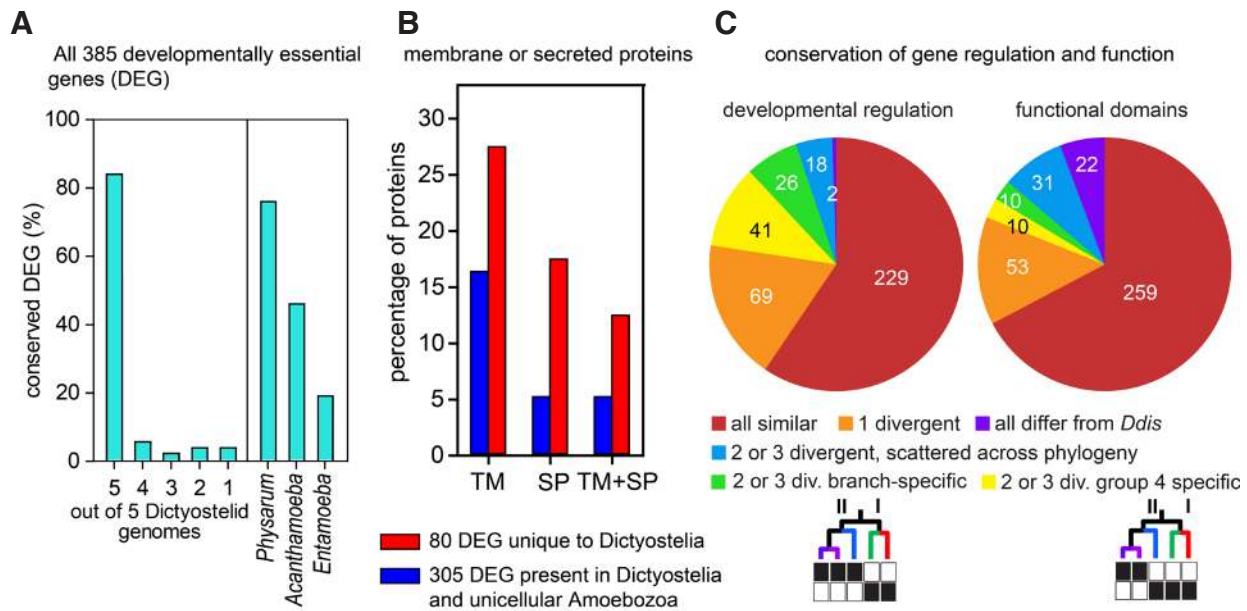 A
All 385 developmentally essential
genes (DEG)
conserved DEG (%)
100
80
60
40
20
0
5 4 3 2 1
out of 5 Dictyostelid
genomes
Physarum
Acanthamoeba
Entamoeba
B
membrane or secreted proteins
percentage of proteins
30
25
20
15
10
5
0
TM SP TM+SP
80 DEG unique to Dictyostelia
305 DEG present in Dictyostelia
and unicellular Amoebozoa
C
conservation of gene regulation and function
developmental regulation
18
2
26
41
69
229
functional domains
22
31
10
10
53
259
all similar
1 divergent
all differ from Ddis
2 or 3 divergent, scattered across phylogeny
2 or 3 div. branch-specific
2 or 3 div. group 4 specific
II I
II I